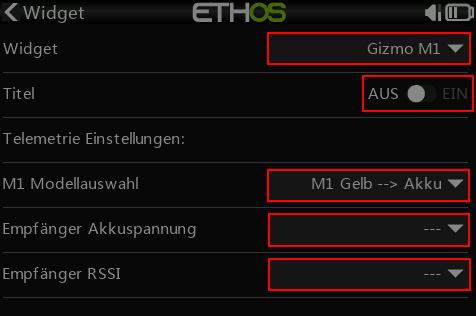 Widget
ETHOS
Widget
Gizmo M1
Titel
AUS
EIN
Telemetrie Einstellungen:
M1 Modellauswahl
M1 Gelb --> Akku
Empfänger Akkuspannung
---
Empfänger RSSI
---